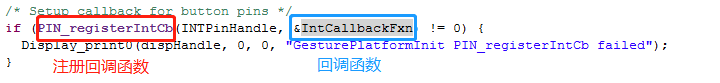 /* Setup callback for button pins */
if (PIN_registerIntCb(INTPinHandle, &IntCallbackFxn) != 0) {
Display_print0(dispHandle, 0, 0, "GesturePlatformInit PIN_registerIntCb failed");
}
注册回调函数
回调函数